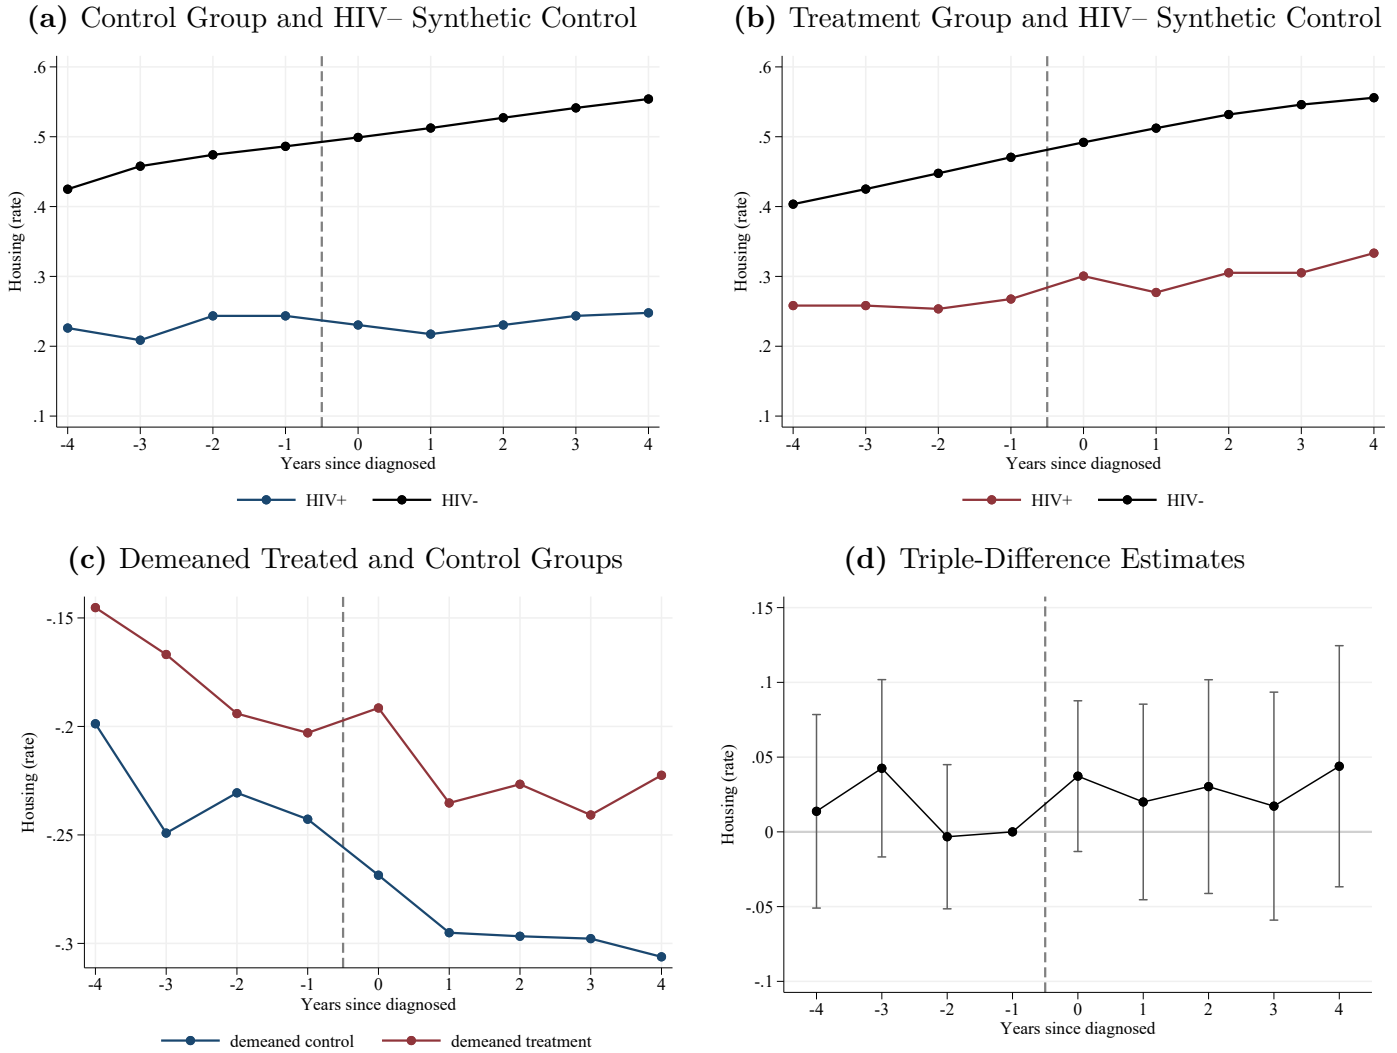 (a) Control Group and HIV– Synthetic Control
.6
.5
.4
.3
.2
.1
Housing (rate)
-4 -3 -2 -1 0 1 2 3 4
Years since diagnosed
HIV+ HIV-
(b) Treatment Group and HIV– Synthetic Control
.6
.5
.4
.3
.2
.1
Housing (rate)
-4 -3 -2 -1 0 1 2 3 4
Years since diagnosed
HIV+ HIV-
(c) Demeaned Treated and Control Groups
-.15
-.2
-.25
-.3
Housing (rate)
-4 -3 -2 -1 0 1 2 3 4
Years since diagnosed
demeaned control demeaned treatment
(d) Triple-Difference Estimates
.15
.1
.05
0
-.05
-.1
Housing (rate)
-4 -3 -2 -1 0 1 2 3 4
Years since diagnosed